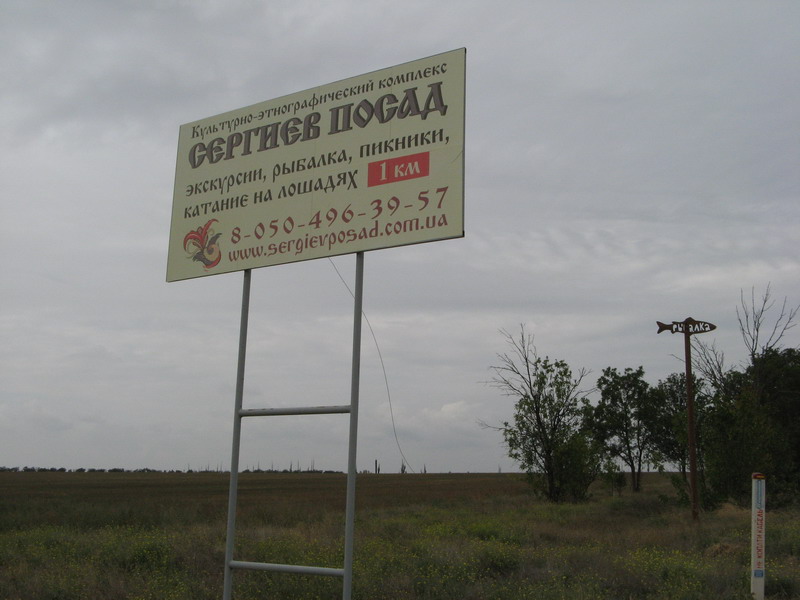 Культурно-этнографический комплекс
СЕРГИЕВ ПОСАД
экскурсии, рыбалка, пикники,
катание на лошадях 1 км
8-050-496-39-57
www.sergievposad.com.ua
РЫБАЛКА